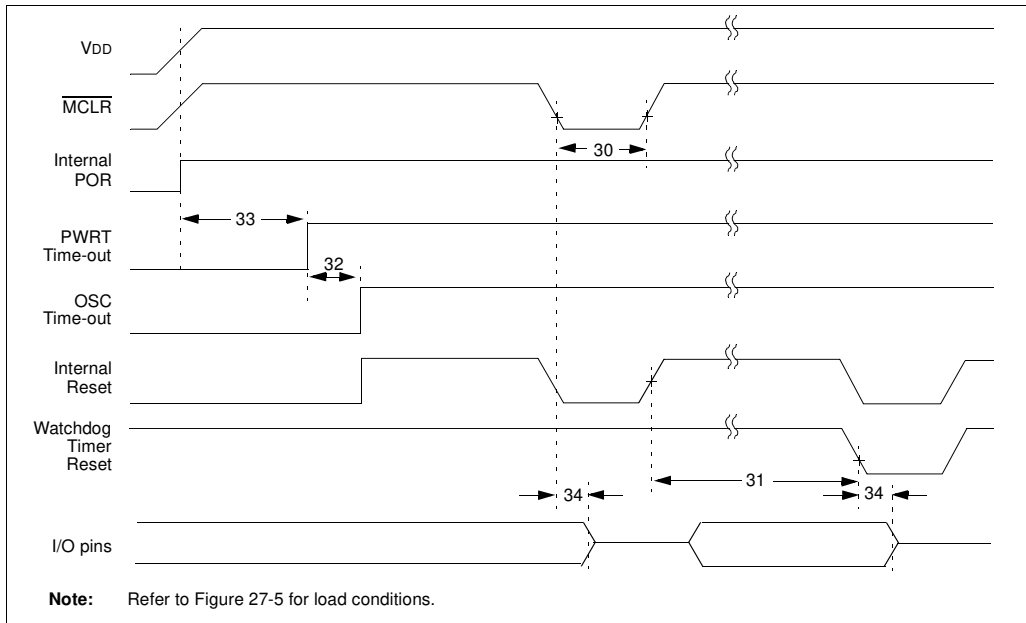 VDD
MCLR
30
Internal
POR
33
PWRT
Time-out
32
OSC
Time-out
Internal
Reset
Watchdog
Timer
Reset
31
34
34
I/O pins
Note: Refer to Figure 27-5 for load conditions.